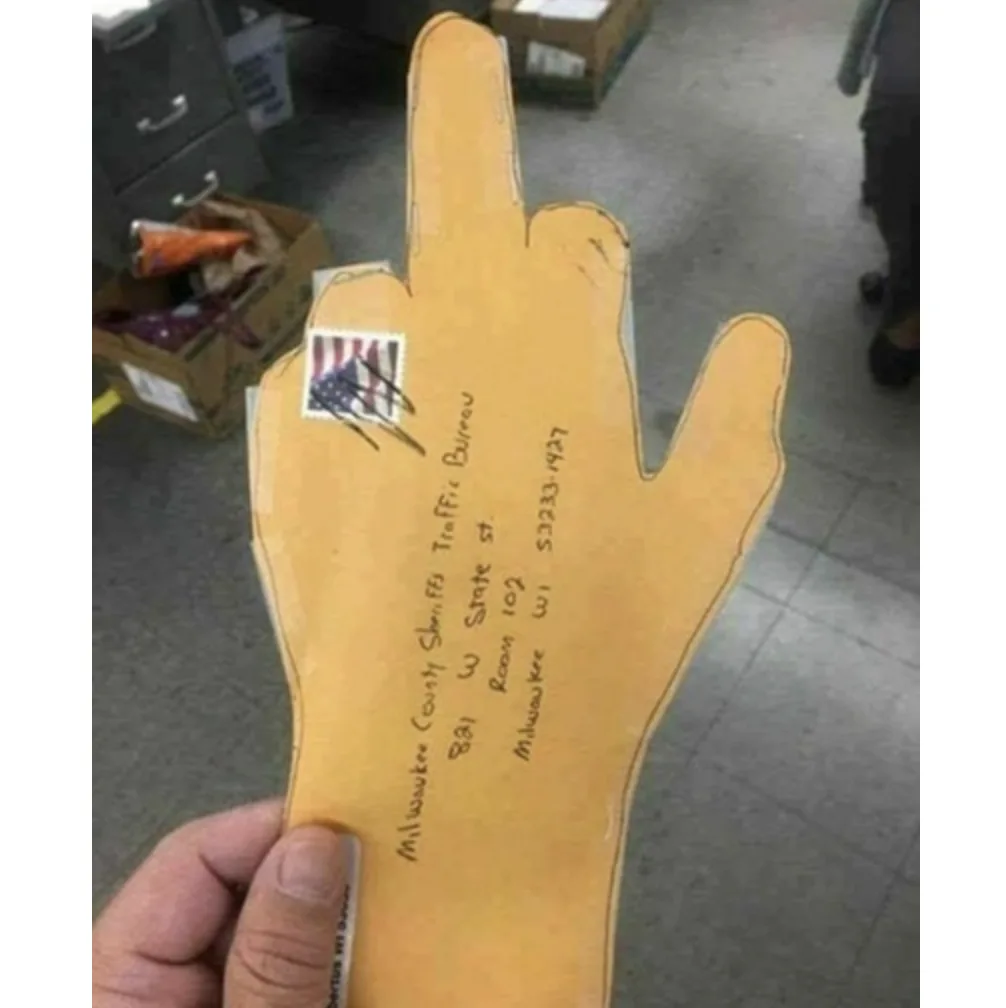 Milwaukee County Sheriffs Traffic Bureau
821 W State st.
Room 102
Milwaukee WI 53233-1427